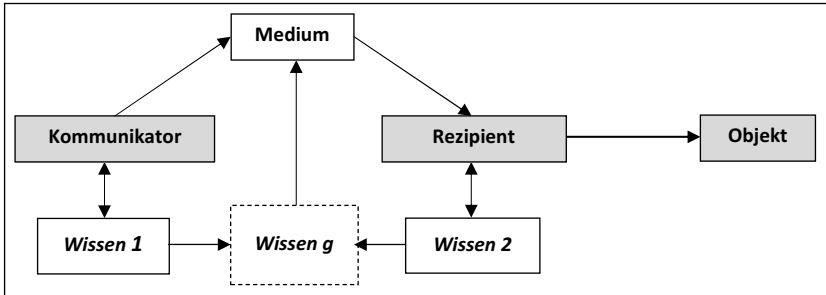 Medium
Kommunikator
Rezipient
Objekt
Wissen 1
Wissen g
Wissen 2